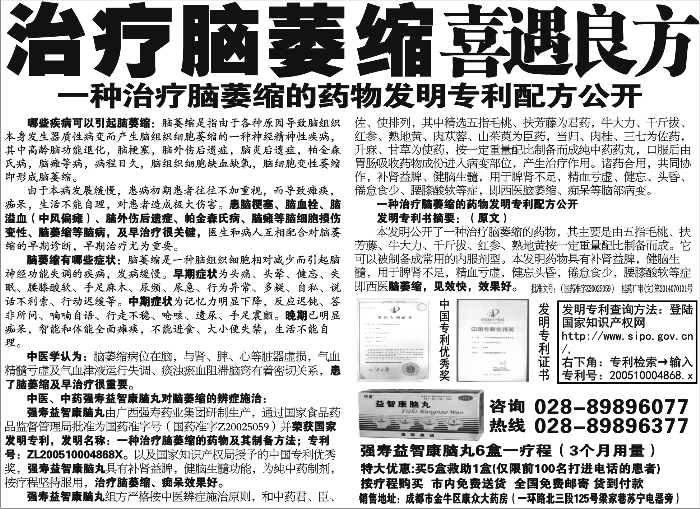 治疗脑萎缩喜遇良方
一种治疗脑萎缩的药物发明专利配方公开
哪些疾病可以引起脑萎缩：脑萎缩是指由于各种原因导致脑组织
本身发生器质性病变而产生脑组织细胞萎缩的一种神经精神性疾病，
其中高龄脑功能退化，脑梗塞，脑外伤后遗症，脑炎后遗症，帕金森
氏病，脑瘫等病，病程日久，脑组织细胞缺血缺氧，脑细胞变性萎缩
即形成脑萎缩。
由于本病发展缓慢，患病初期患者往往不加重视，而导致瘫痪，
痴呆，生活不能自理，对患者造成极大伤害。患脑梗塞、脑血栓、脑
溢血（中风偏瘫）、脑外伤后遗症、帕金森氏病、脑瘫等脑细胞损伤
变性、脑萎缩等脑病，及早治疗很关键，医生和病人互相配合对脑萎
缩的早期诊断，早期治疗尤为重要。
脑萎缩有哪些症状：脑萎缩是一种脑组织细胞相对减少而引起脑
神经功能失调的疾病，发病缓慢。早期症状为头痛、头晕、健忘、失
眠、腰膝酸软、手足麻木、尿频、尿急、行为异常、多疑、自私、说
话不利索、行动迟缓等。中期症状为记忆力明显下降，反应迟钝、答
非所问、喃喃自语、行走不稳、呛咳、遗尿、手足震颤。晚期已明显
痴呆，智能和体能全面瘫痪，不能进食、大小便失禁，生活不能自
理。
中医学认为：脑萎缩病位在脑，与肾、脾、心等脏器虚损，气血
精髓亏虚及气血津液运行失调、痰浊瘀血阻滞脑窍有着密切关系，患
了脑萎缩及早治疗很重要。
中医、中药强寿益智康脑丸对脑萎缩的辨症施治：
强寿益智康脑丸由广西强寿药业集团研制生产，通过国家食品药
品监督管理局批准为国药准字号（国药准字Z20025059）并荣获国家
发明专利，发明名称：一种治疗脑萎缩的药物及其制备方法；专利
号：ZL200510004868X。以及国家知识产权局授予的中国专利优秀
奖，强寿益智康脑丸具有补肾益脾，健脑生髓功能，为纯中药制剂，
按疗程坚持服用，治疗脑萎缩、痴呆效果好。
强寿益智康脑丸组方严格按中医辨症施治原则，和中药君、臣、
佐、使排列，其中精选五指毛桃、扶芳藤为君药，牛大力、千斤拔、
红参、熟地黄、肉苁蓉、山茱萸为臣药，当归、肉桂、三七为佐药，
升麻、甘草为使药，按一定重量配比制备而成纯中药药丸，口服后由
胃肠吸收药物成份进入病变部位，产生治疗作用。诸药合用，共同协
作，补肾益脾、健脑生髓，用于脾肾不足，精血亏虚、健忘、头昏、
倦怠食少、腰膝酸软等症，即西医脑萎缩、痴呆等脑部病变。
一种治疗脑萎缩的药物发明专利配方公开
发明专利书摘要：（原文）
本发明公开了一种治疗脑萎缩的药物，其主要是由五指毛桃、扶
芳藤、牛大力、千斤拔、红参、熟地黄按一定重量配比制备而成。它
可以被制备成常用的内服剂型。本发明药物具有补肾益脾，健脑生
髓，用于脾肾不足，精血亏虚，健忘头昏，倦怠食少，腰膝酸软等症
即西医脑萎缩，见效快，效果好。
中国专利优秀奖
发明专利证书
发明专利查询方法：登陆
国家知识产权网
http://www.sipo.gov.cn
/.
右下角：专利检索→输入
专利号：200510004868.x
益智康脑丸
Yizhi Kangnao Wan
咨询 028-89896077
热线 028-89896377
强寿益智康脑丸6盒一疗程（3个月用量）
特大优惠:买5盒救助1盒(仅限前100名打进电话的患者)
按疗程购买 市内免费送货 全国免费邮寄 货到付款
销售地址：成都市金牛区康众大药房（一环路北三段125号梁家巷苏宁电器旁）